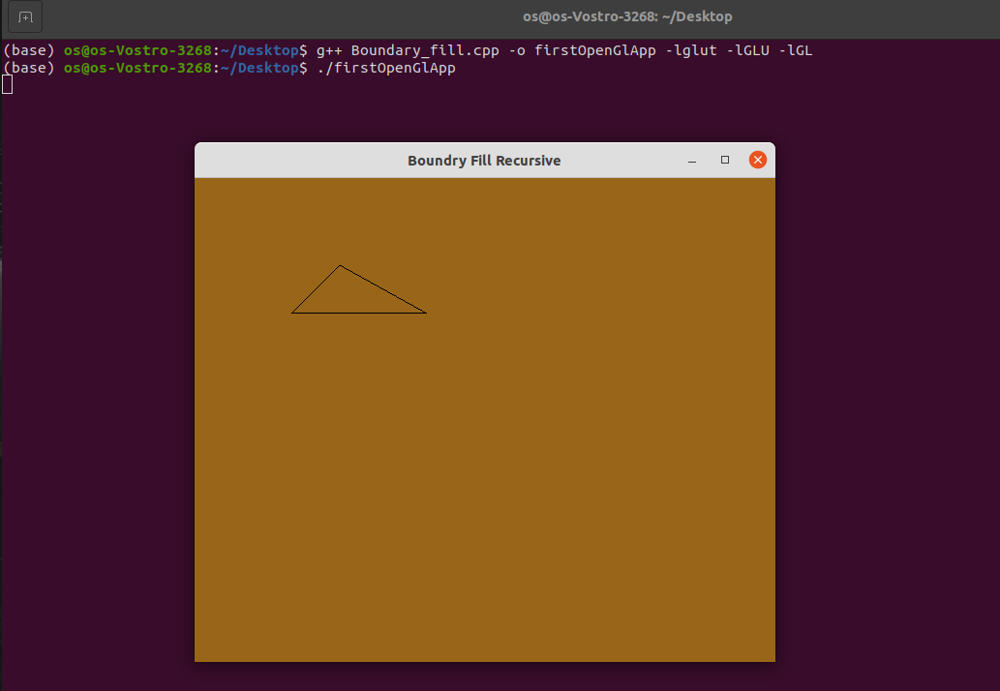 os@os-Vostro-3268: ~/Desktop
(base) os@os-Vostro-3268:~/Desktop$ g++ Boundary_fill.cpp -o firstOpenGlApp -lglut -lGLU -lGL
(base) os@os-Vostro-3268:~/Desktop$ ./firstOpenGlApp
Boundry Fill Recursive